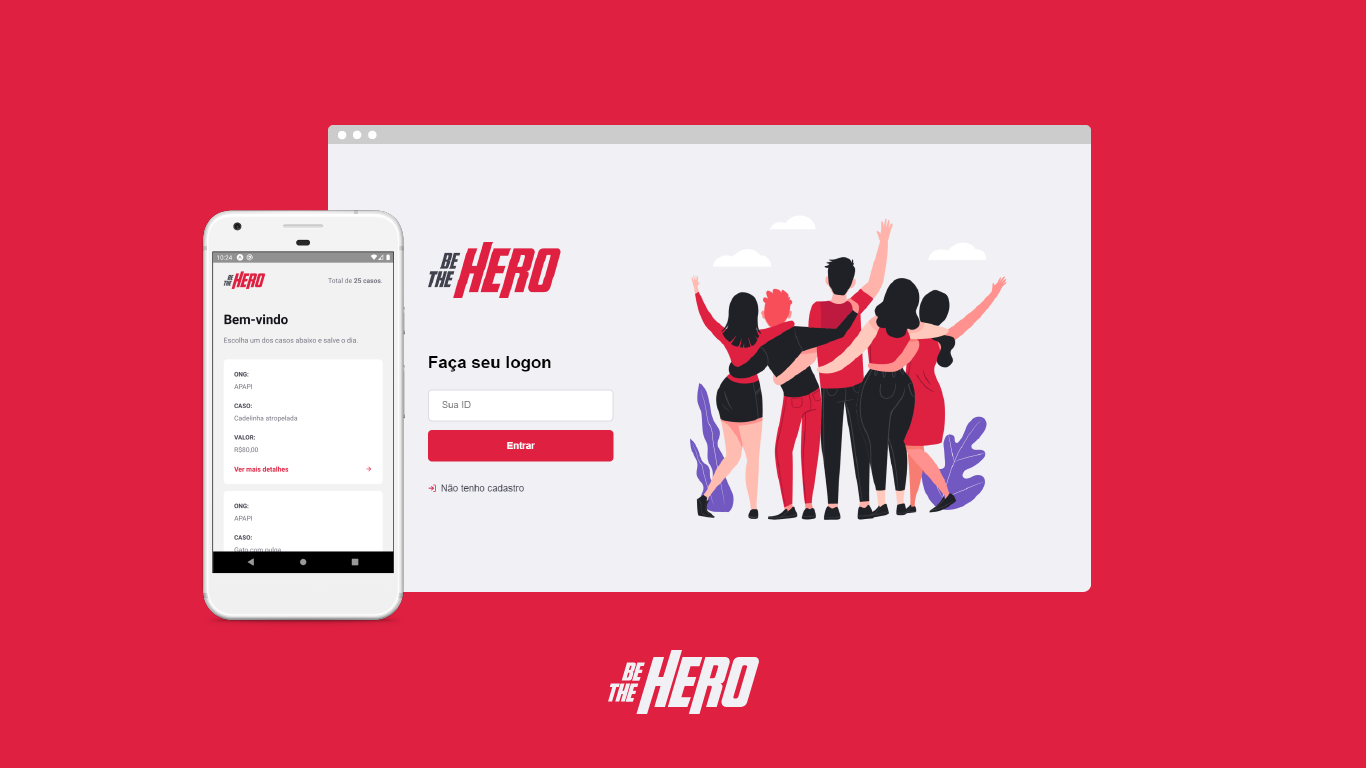 10:24
BE THE HERO
Total de 25 casos.
Bem-vindo
Escolha um dos casos abaixo e salve o dia.
ONG:
APAPI
CASO:
Cadelinha atropelada
VALOR:
R$80,00
Ver mais detalhes
ONG:
APAPI
CASO:
Gato com pulga
BE
THE HERO
Faça seu logon
Sua ID
Entrar
Não tenho cadastro
BE
THE HERO